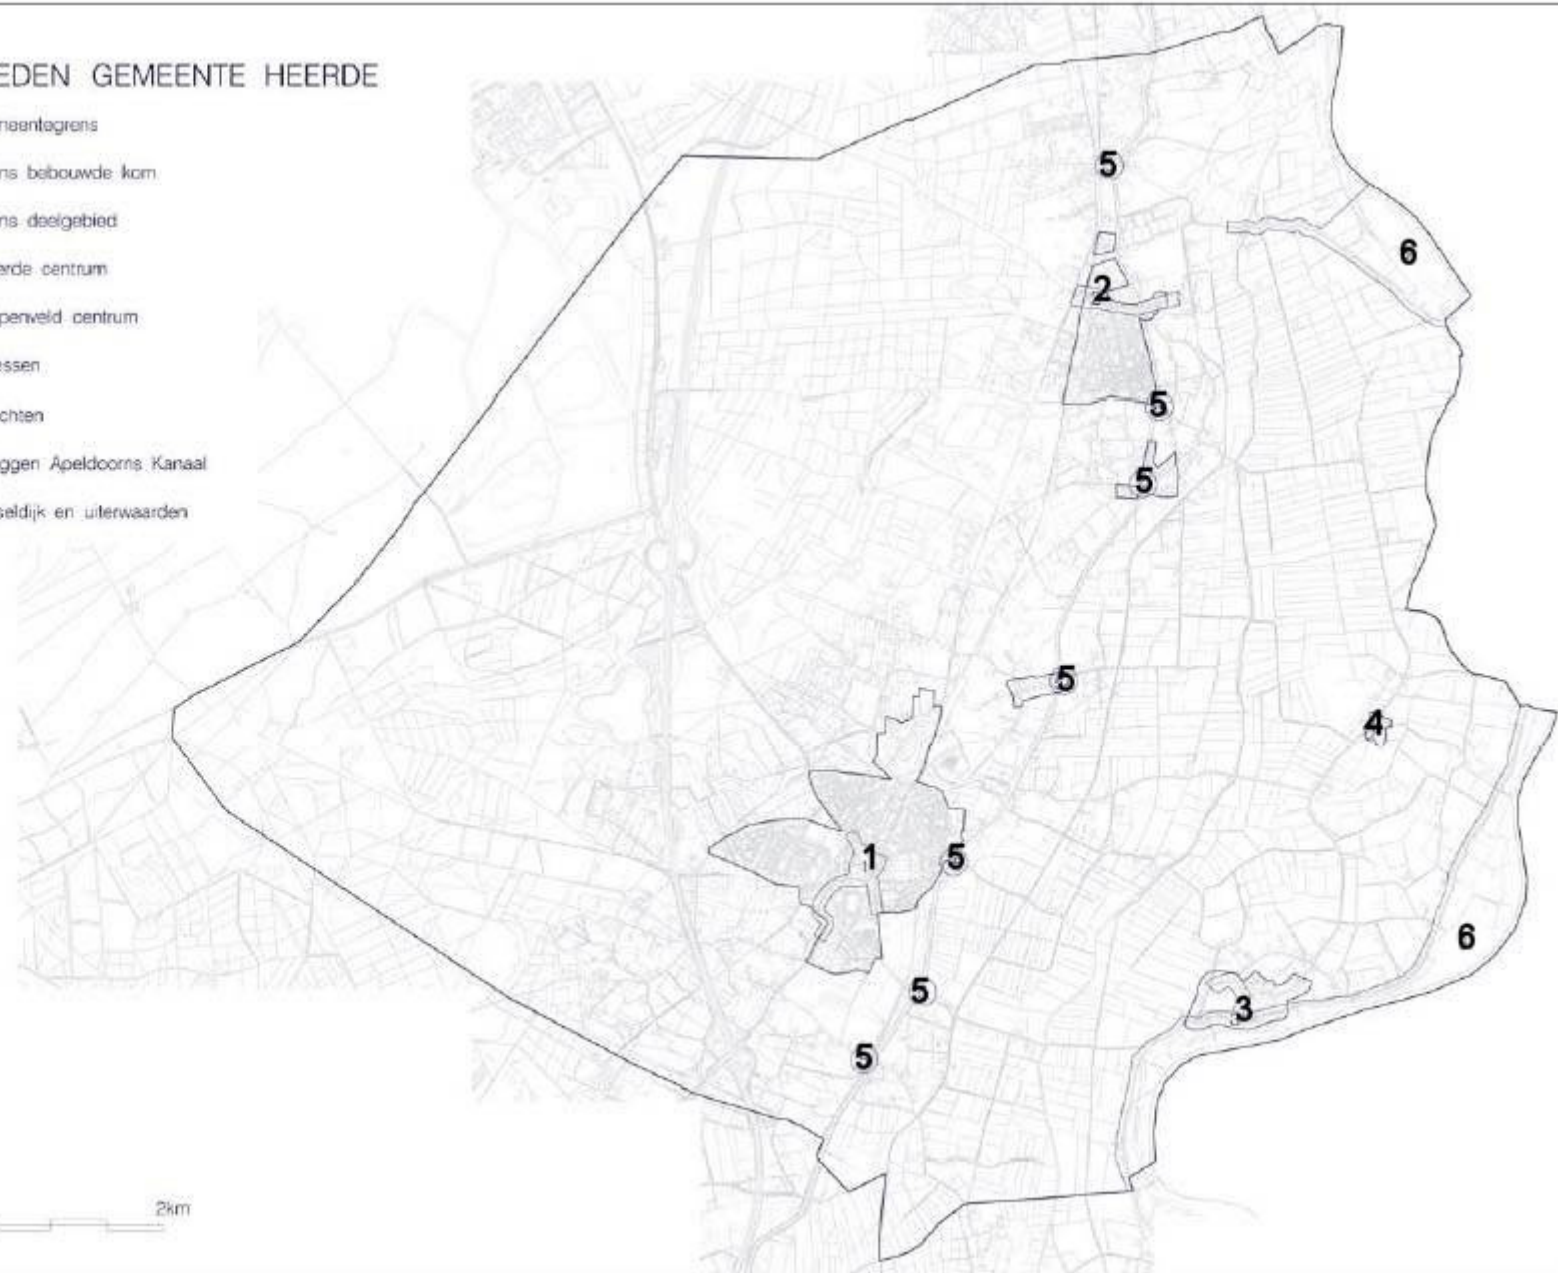 EDEN GEMEENTE HEERDE
neentegrens
ns bebouwde kom
ns deelgebied
erde centrum
penveld centrum
essen
chten
ggen Apeldoorns Kanaal
seldijk en uiterwaarden
5
6
2
5
5
5
4
1
5
6
5
3
5
2km